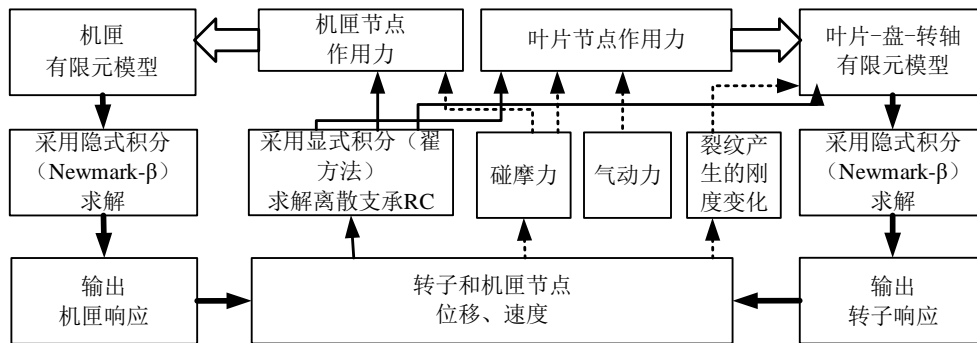 机匣
有限元模型
机匣节点
作用力
叶片节点作用力
叶片-盘-转轴
有限元模型
采用隐式积分
（Newmark-β）
求解
采用显式积分（翟
方法）
求解离散支承RC
碰摩力
气动力
裂纹产
生的刚
度变化
采用隐式积分
（Newmark-β）
求解
输出
机匣响应
转子和机匣节点
位移、速度
输出
转子响应